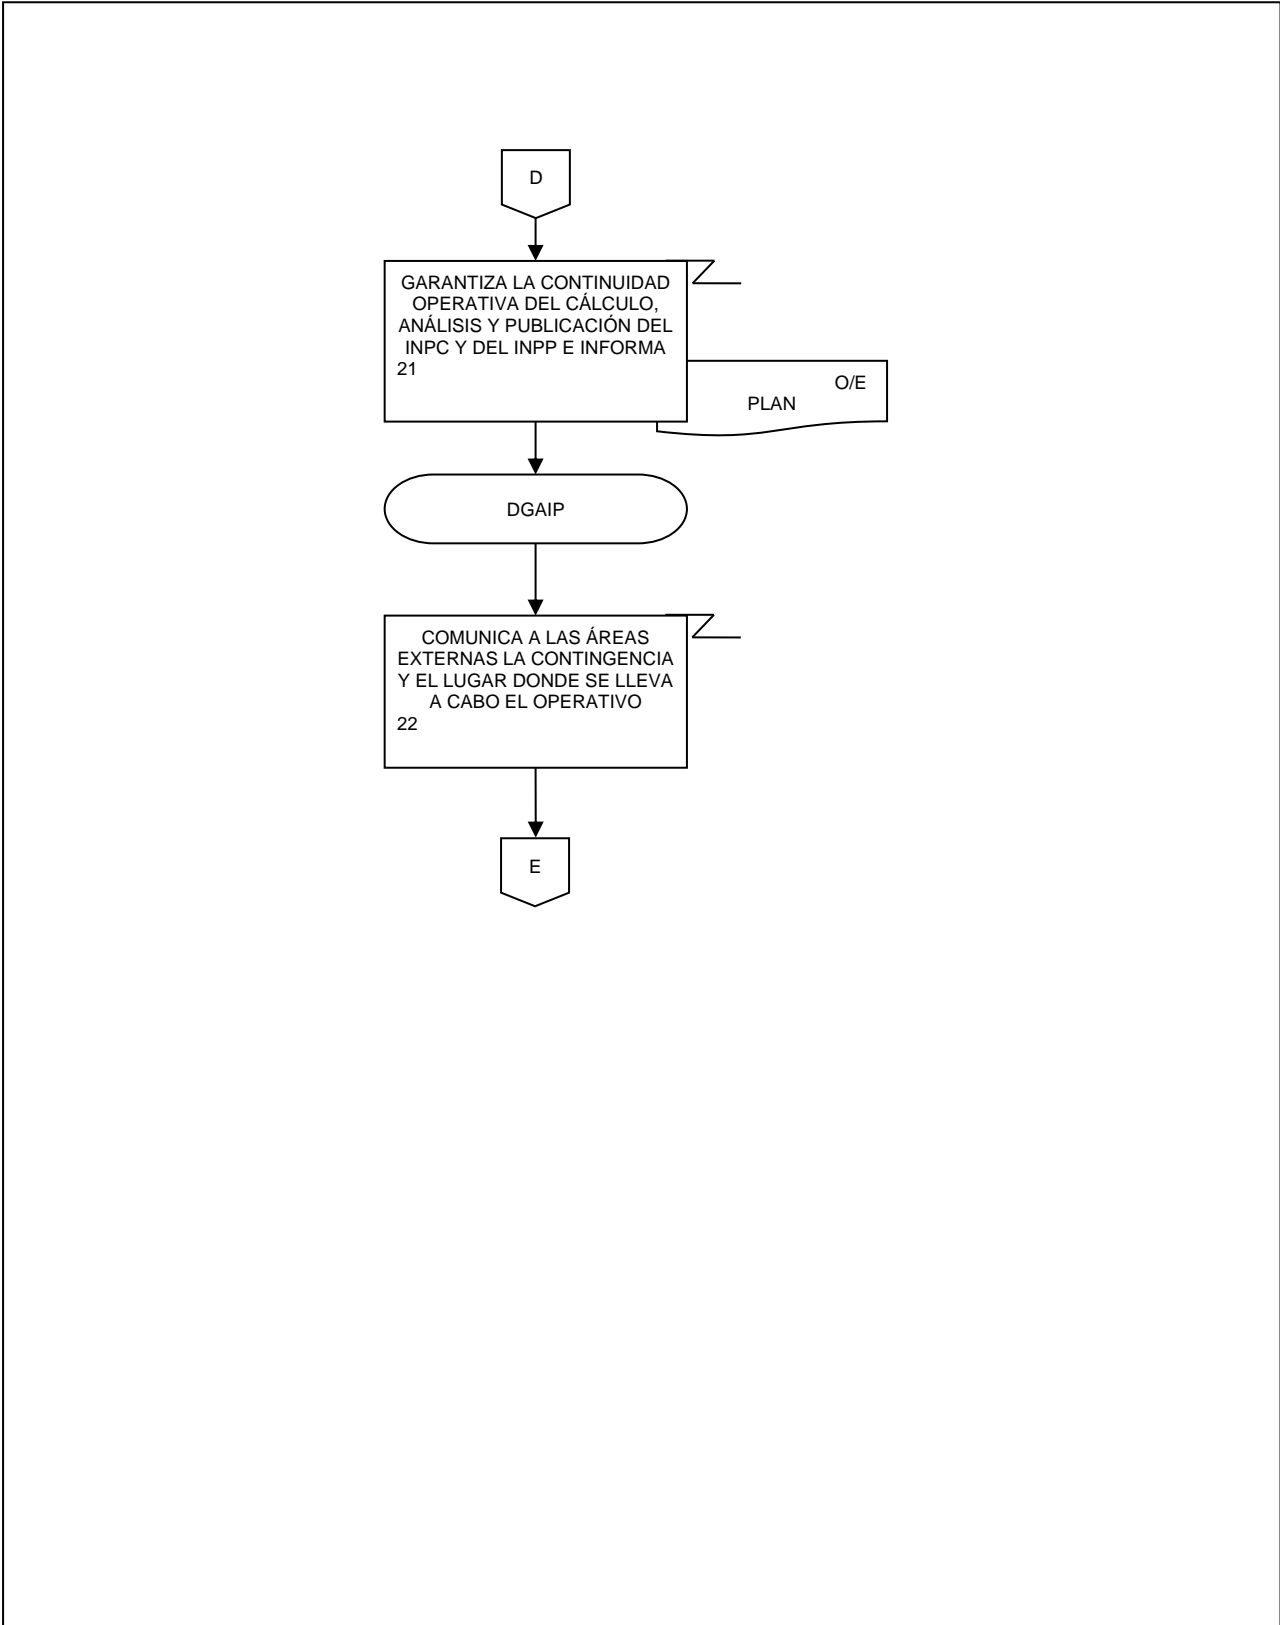 D
GARANTIZA LA CONTINUIDAD
OPERATIVA DEL CÁLCULO,
ANÁLISIS Y PUBLICACIÓN DEL
INPC Y DEL INPP E INFORMA
21
O/E
PLAN
DGAIP
COMUNICA A LAS ÁREAS
EXTERNAS LA CONTINGENCIA
Y EL LUGAR DONDE SE LLEVA
A CABO EL OPERATIVO
22
E